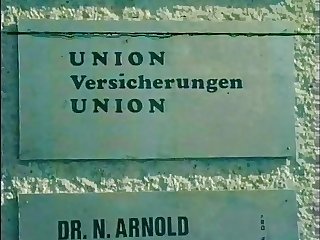 UNION
Versicherungen
UNION
DR. N. ARNOLD